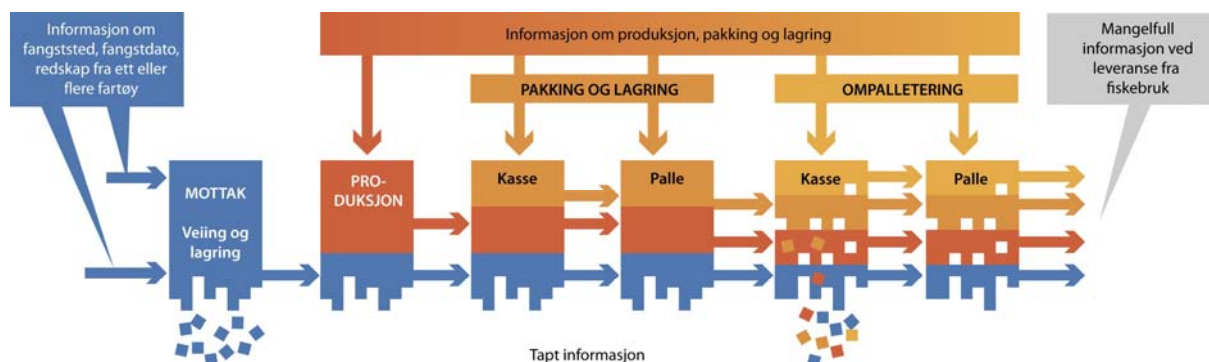 Informasjon om
fangststed, fangstdato,
redskap fra ett eller
flere fartøy
Informasjon om produksjon, pakking og lagring
Mangelfull
informasjon ved
leveranse fra
fiskebruk
PAKKING OG LAGRING
OMPALLETERING
MOTTAK
Veiing og
lagring
PRO-
DUKSJON
Kasse
Palle
Kasse
Palle
Tapt informasjon